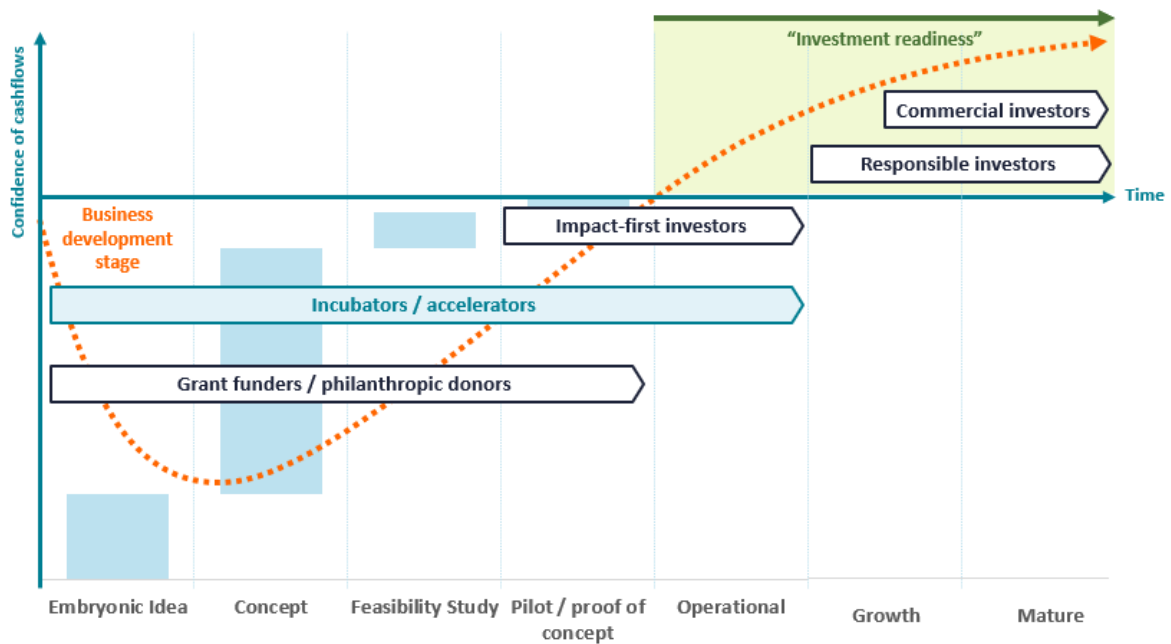 “Investment readiness”
Commercial investors
Responsible investors
Confidence of cashflows
Time
Business
development
stage
Impact-first investors
Incubators / accelerators
Grant funders / philanthropic donors
Embryonic Idea
Concept
Feasibility Study
Pilot / proof of
concept
Operational
Growth
Mature